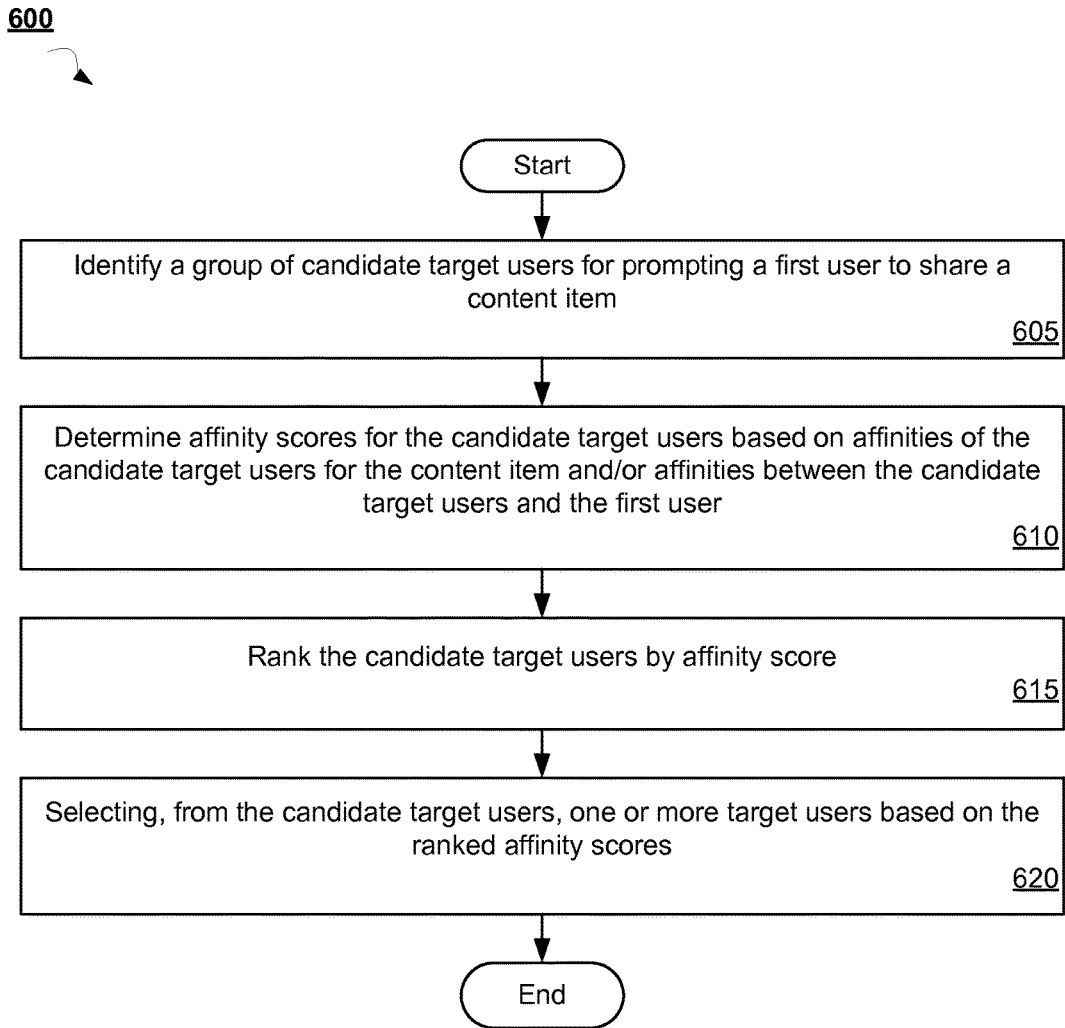 600
Start
Identify a group of candidate target users for prompting a first user to share a
content item
605
Determine affinity scores for the candidate target users based on affinities of the
candidate target users for the content item and/or affinities between the candidate
target users and the first user
610
Rank the candidate target users by affinity score
615
Selecting, from the candidate target users, one or more target users based on the
ranked affinity scores
620
End